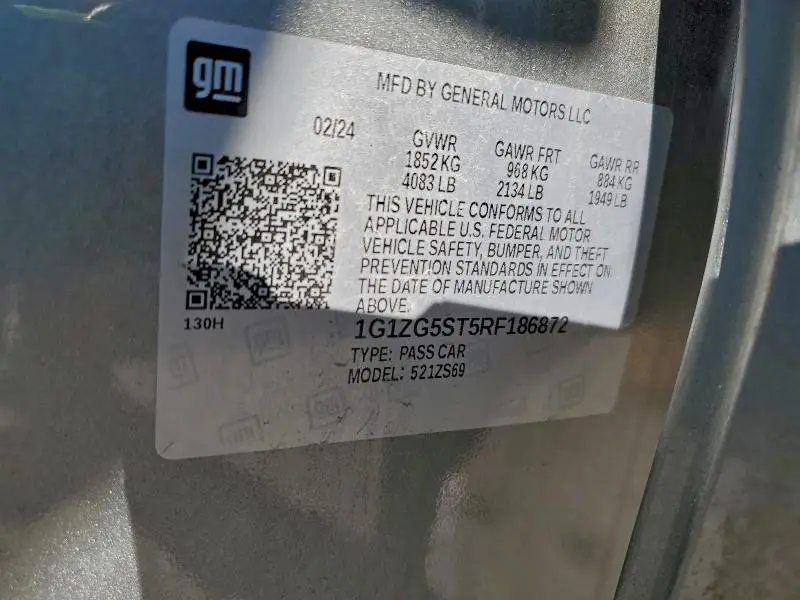 gm
MFD BY GENERAL MOTORS LLC
02/24
GVWR
1852 KG
4083 LB
GAWR FRT
968 KG
2134 LB
GAWR RR
884 KG
1949 LB
THIS VEHICLE CONFORMS TO ALL
APPLICABLE U.S. FEDERAL MOTOR
VEHICLE SAFETY, BUMPER, AND THEFT
PREVENTION STANDARDS IN EFFECT ON
THE DATE OF MANUFACTURE SHOWN
ABOVE.
130H
1G1ZG5ST5RF186872
TYPE: PASS CAR
MODEL: 521ZS69